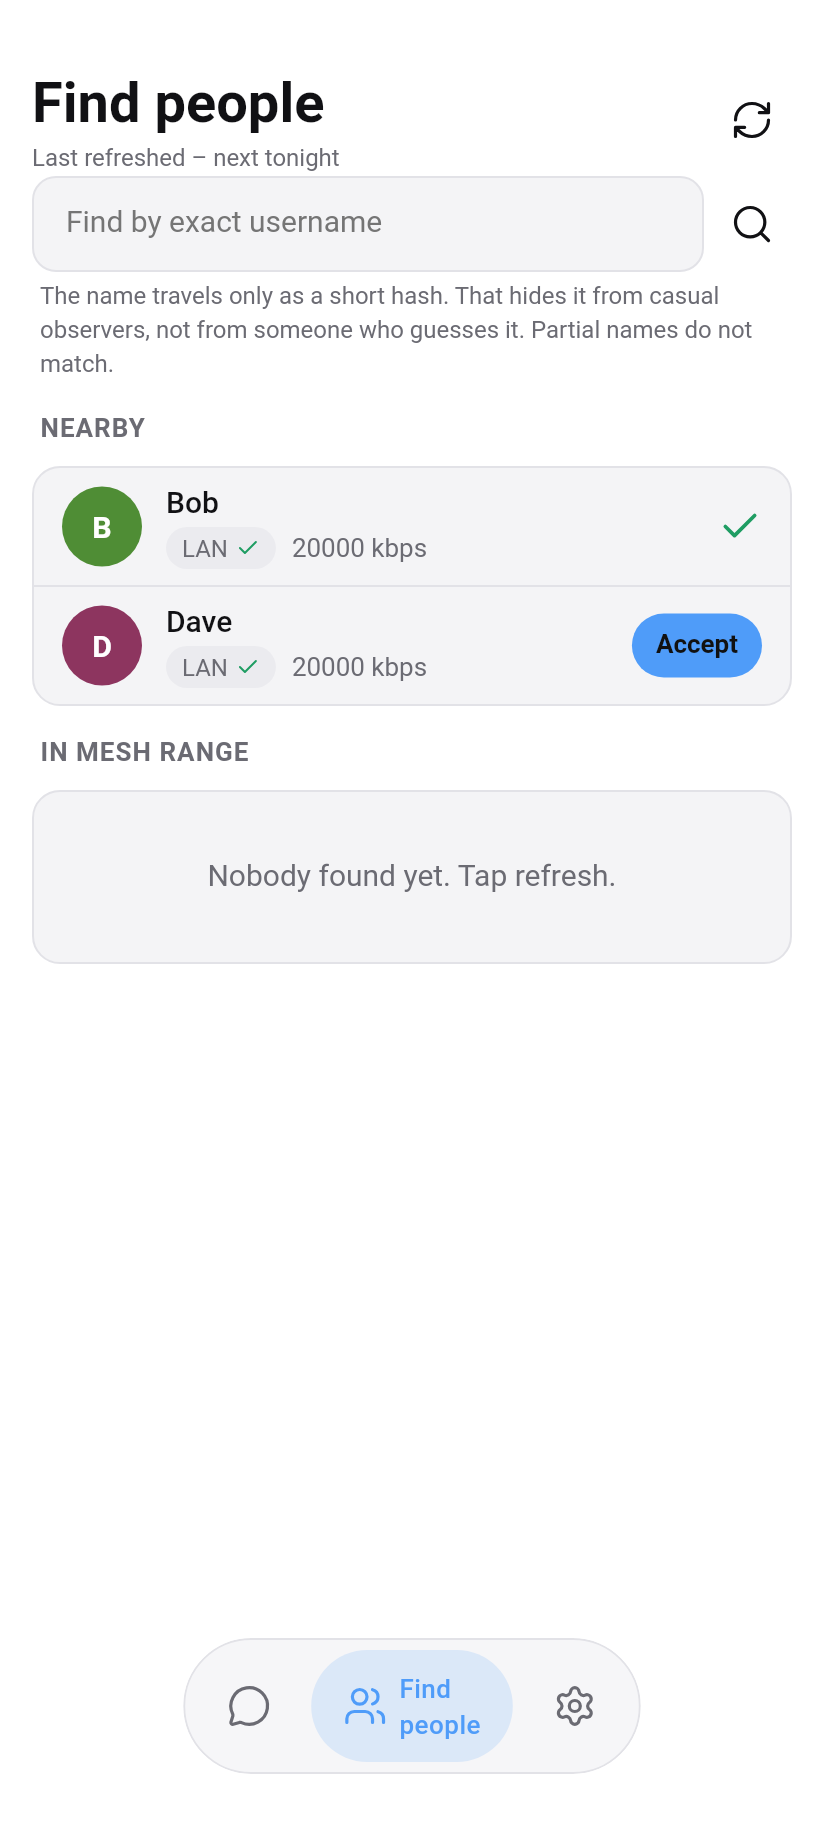 Find people
Last refreshed – next tonight
Find by exact username
The name travels only as a short hash. That hides it from casual
observers, not from someone who guesses it. Partial names do not
match.
NEARBY
B
Bob
LAN
20000 kbps
D
Dave
LAN
20000 kbps
Accept
IN MESH RANGE
Nobody found yet. Tap refresh.
Find
people